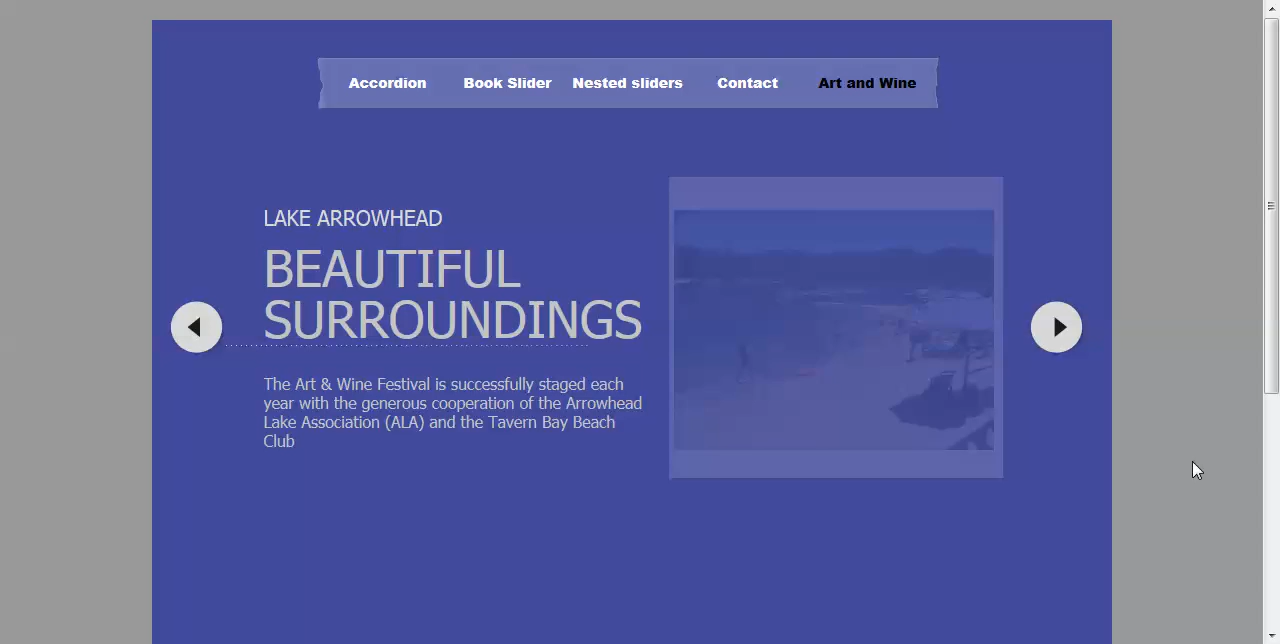 Accordion Book Slider Nested sliders Contact Art and Wine
LAKE ARROWHEAD
BEAUTIFUL
SURROUNDINGS
The Art & Wine Festival is successfully staged each
year with the generous cooperation of the Arrowhead
Lake Association (ALA) and the Tavern Bay Beach
Club